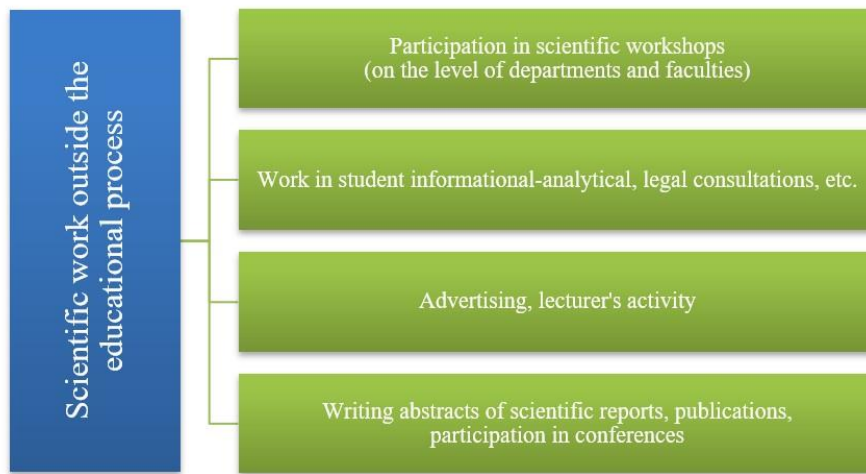 Scientific work outside the
educational process
Participation in scientific workshops
(on the level of departments and faculties)
Work in student informational-analytical, legal consultations, etc.
Advertising, lecturer's activity
Writing abstracts of scientific reports, publications,
participation in conferences